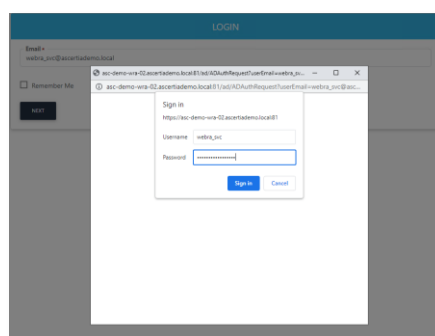 LOGIN
Email *
webra_svc@ascertiademo.local
Remember Me
NEXT
asc-demo-wra-02.ascertiademo.local:81/ad/ADAuthRequest?userEmail=webra_sv...
asc-demo-wra-02.ascertiademo.local:81/ad/ADAuthRequest?userEmail=webra_svc@asc...
Sign in
https://asc-demo-wra-02.ascertiademo.local:81
Username webra_svc
Password ••••••••••••••••
Sign in Cancel